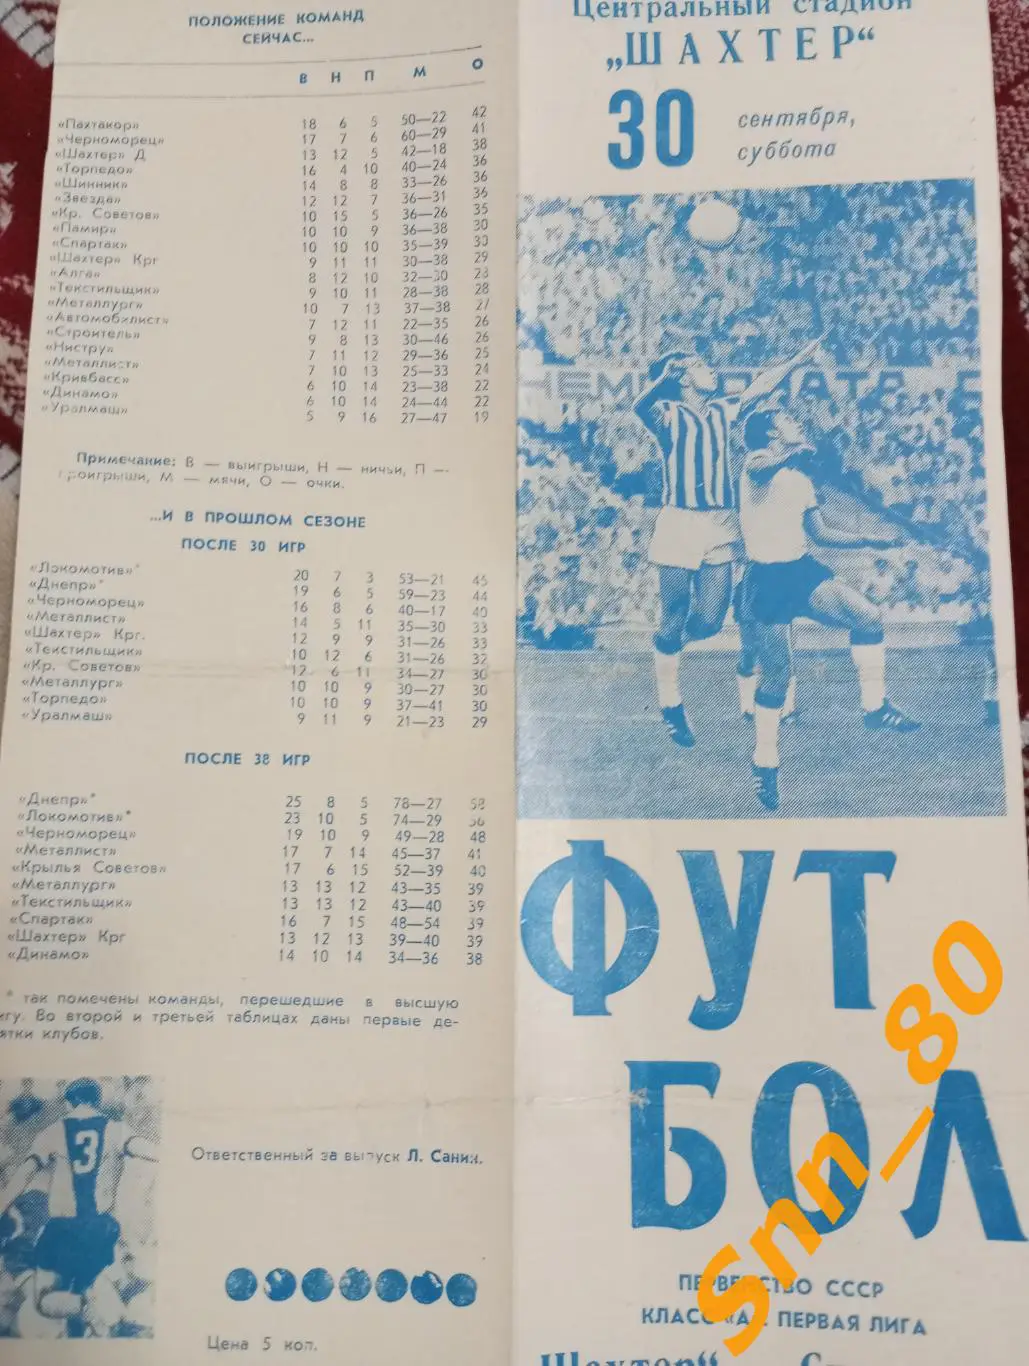 ПОЛОЖЕНИЕ КОМАНД
СЕЙЧАС...
В Н П М О
«Пахтакор» 18 6 5 50—22 42
«Черноморец» 17 7 6 60—29 41
«Шахтер» Д 13 12 5 42—18 38
«Торпедо» 16 4 10 40—24 36
«Шинник» 14 8 8 33—26 36
«Звезда» 12 12 7 36—31 36
«Кр. Советов» 10 15 5 36—26 35
«Памир» 10 10 9 36—38 30
«Спартак» 10 10 10 35—39 30
«Шахтер» Крг 9 11 11 30—38 29
«Алга» 8 12 10 32—30 28
«Текстильщик» 9 10 11 28—38 28
«Металлург» 10 7 13 37—38 27
«Автомобилист» 7 12 11 22—35 26
«Строитель» 9 8 13 30—46 26
«Нистру» 7 11 12 29—36 25
«Металлист» 7 10 13 25—33 24
«Кривбасс» 6 10 14 23—38 22
«Динамо» 6 10 14 24—44 22
«Уралмаш» 5 9 16 27—47 19
Примечание: В — выигрыши, Н — ничьи, П —
проигрыши, М — мячи, О — очки.
...И В ПРОШЛОМ СЕЗОНЕ
ПОСЛЕ 30 ИГР
«Локомотив»* 20 7 3 53—21 45
«Днепр»* 19 6 5 59—23 44
«Черноморец» 16 8 6 40—17 40
«Металлист» 14 5 11 35—30 33
«Шахтер» Крг. 12 9 9 31—26 33
«Текстильщик» 10 12 6 31—26 32
«Кр. Советов» 12 6 11 34—27 30
«Металлург» 10 10 9 30—27 30
«Торпедо» 10 10 9 37—41 30
«Уралмаш» 9 11 9 21—23 29
ПОСЛЕ 38 ИГР
«Днепр»* 25 8 5 78—27 58
«Локомотив»* 23 10 5 74—29 56
«Черноморец» 19 10 9 49—28 48
«Металлист» 17 7 14 45—37 41
«Крылья Советов» 17 6 15 52—39 40
«Металлург» 13 13 12 43—35 39
«Текстильщик» 13 13 12 43—40 39
«Спартак» 16 7 15 48—54 39
«Шахтер» Крг 13 12 13 39—40 39
«Динамо» 14 10 14 34—36 38
* так помечены команды, перешедшие в высшую
лигу. Во второй и третьей таблицах даны первые де-
сятки клубов.
3
Ответственный за выпуск Л. Санин.
Цена 5 коп.
Центральный стадион
„ШАХТЕР“
30 сентября,
суббота
ФУТ
БОЛ
ПЕРВЕНСТВО СССР
КЛАСС «А». ПЕРВАЯ ЛИГА
Шахтер“
Snn_80